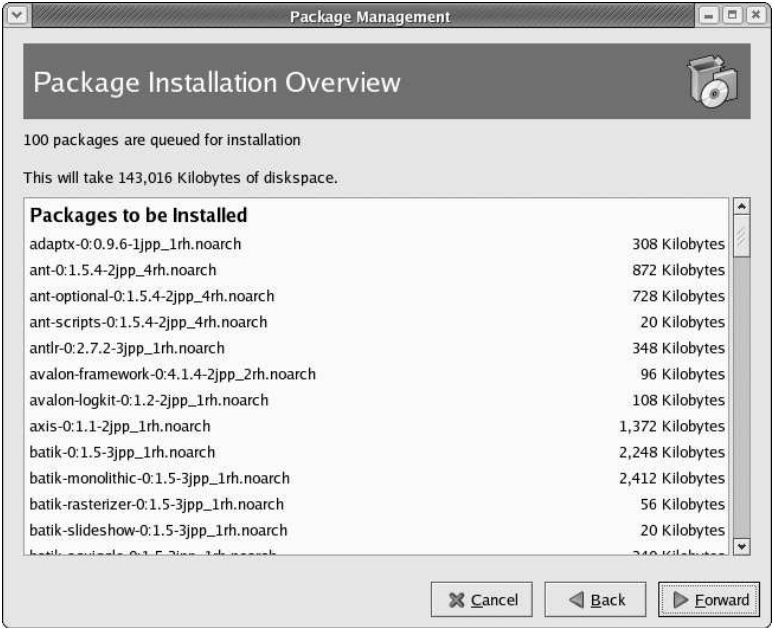 Package Management
Package Installation Overview
100 packages are queued for installation
This will take 143,016 Kilobytes of diskspace.
Packages to be Installed
adaptx-0:0.9.6-1jpp_1rh.noarch 308 Kilobytes
ant-0:1.5.4-2jpp_4rh.noarch 872 Kilobytes
ant-optional-0:1.5.4-2jpp_4rh.noarch 728 Kilobytes
ant-scripts-0:1.5.4-2jpp_4rh.noarch 20 Kilobytes
antlr-0:2.7.2-3jpp_1rh.noarch 348 Kilobytes
avalon-framework-0:4.1.4-2jpp_2rh.noarch 96 Kilobytes
avalon-logkit-0:1.2-2jpp_1rh.noarch 108 Kilobytes
axis-0:1.1-2jpp_1rh.noarch 1,372 Kilobytes
batik-0:1.5-3jpp_1rh.noarch 2,248 Kilobytes
batik-monolithic-0:1.5-3jpp_1rh.noarch 2,412 Kilobytes
batik-rasterizer-0:1.5-3jpp_1rh.noarch 56 Kilobytes
batik-slideshow-0:1.5-3jpp_1rh.noarch 20 Kilobytes
Cancel Back Forward